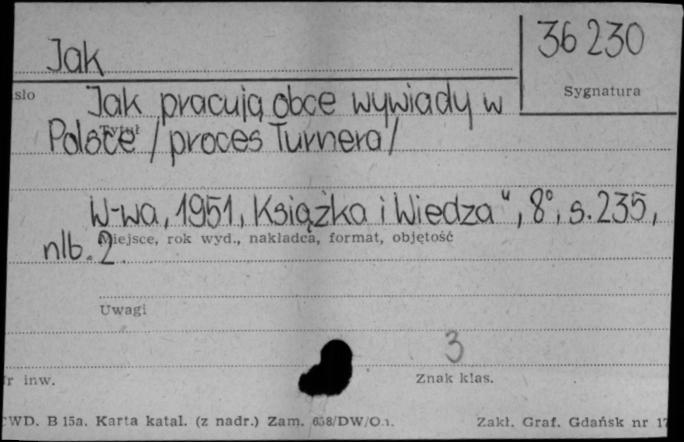 Jak
36 230
Sygnatura
sło
Jak pracują obce wywiady w
Tytuł
Polsce /proces Turnera/
W-wa, 1951, Książka i Wiedza", 8°, s. 235,
Miejsce, rok wyd., nakładca, format, objętość
nlb. 2
Uwagi
3
r inw.
Znak klas.
WD. B 15a. Karta katal. (z nadr.) Zam. 658/DW/O.
Zakł. Graf. Gdańsk nr 17